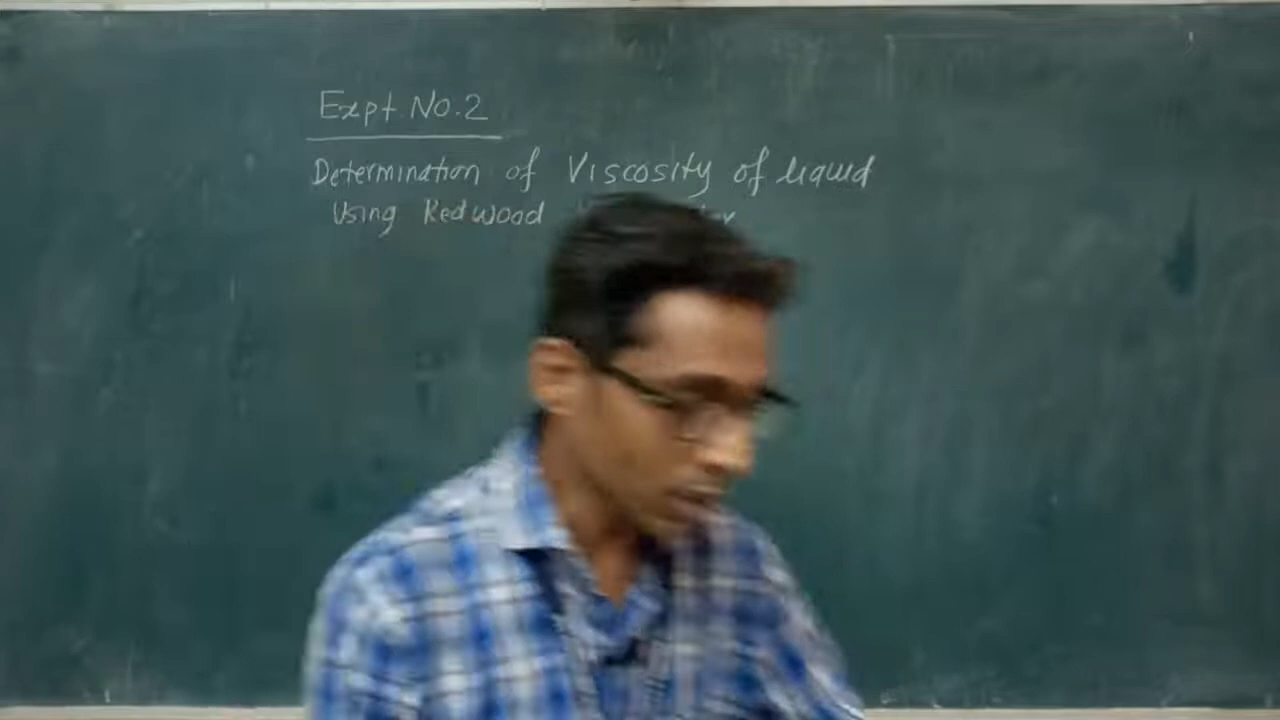 Expt. No. 2
Determination of Viscosity of liquid
Using Redwood